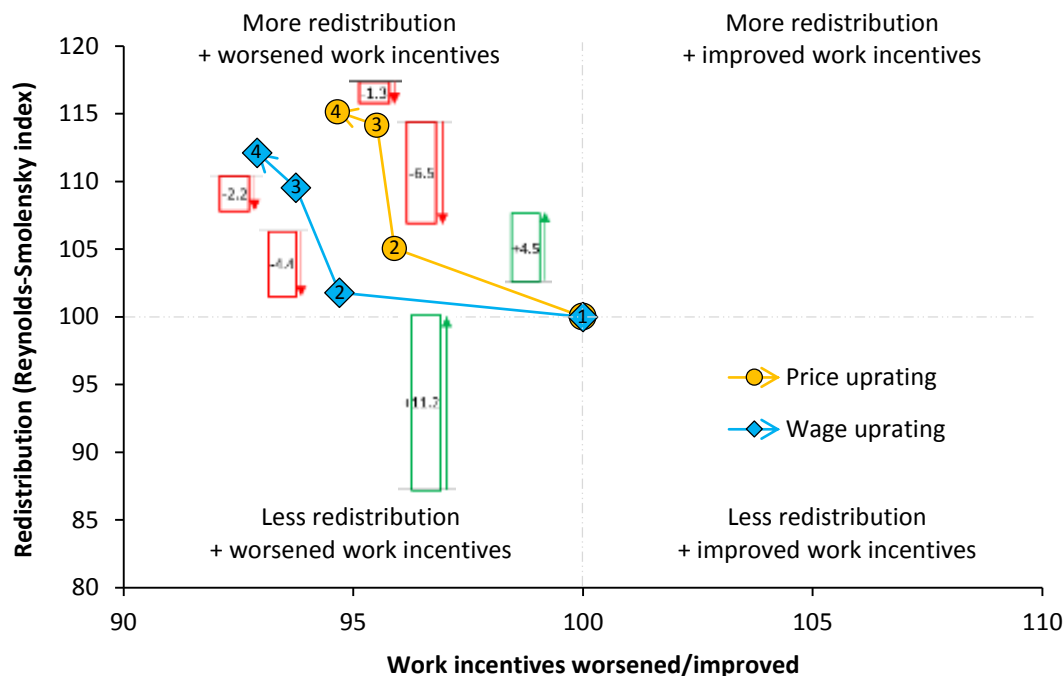 More redistribution
+ worsened work incentives
More redistribution
+ improved work incentives
120
115
110
105
100
95
90
85
80
Redistribution (Reynolds-Smolensky index)
-1.3
4
3
4
3
-6.5
-2.2
+4.5
2
-4.4
2
1
Price uprating
Wage uprating
Less redistribution
+ worsened work incentives
Less redistribution
+ improved work incentives
90
95
100
105
110
Work incentives worsened/improved